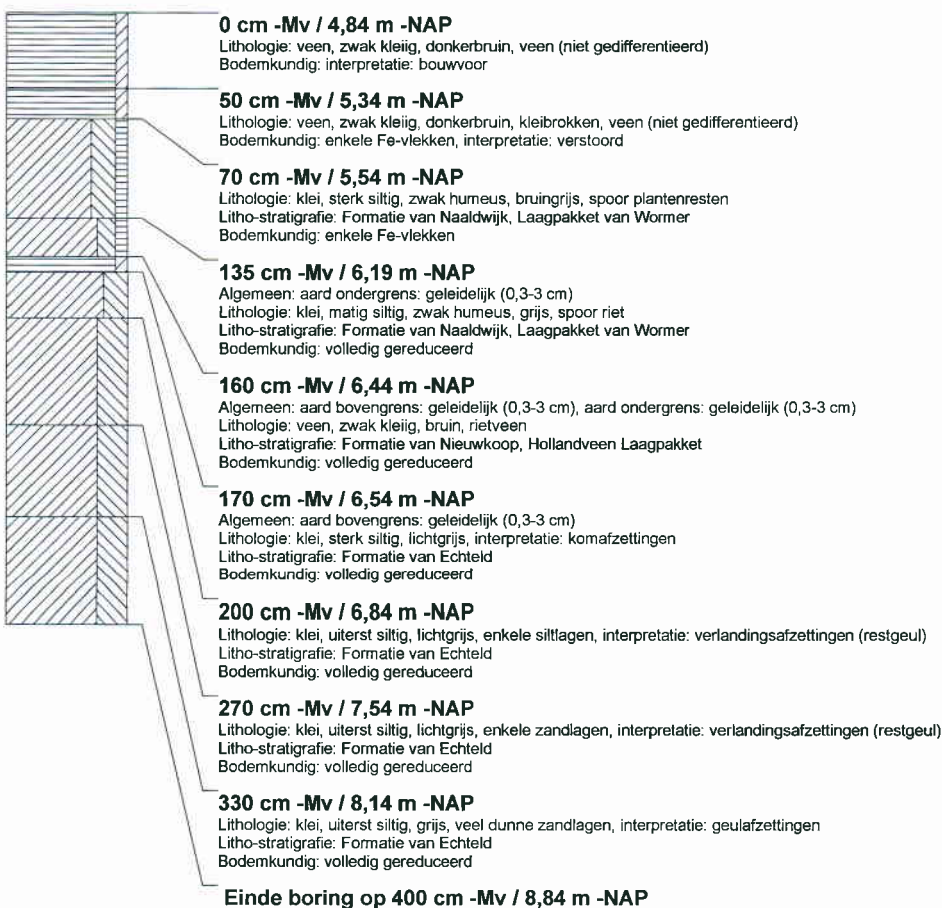 0 cm -Mv / 4,84 m -NAP
Lithologie: veen, zwak kleiig, donkerbruin, veen (niet gedifferentieerd)
Bodemkundig: interpretatie: bouwvoor
50 cm -Mv / 5,34 m -NAP
Lithologie: veen, zwak kleiig, donkerbruin, kleibrokken, veen (niet gedifferentieerd)
Bodemkundig: enkele Fe-vlekken, interpretatie: verstoord
70 cm -Mv / 5,54 m -NAP
Lithologie: klei, sterk siltig, zwak humeus, bruingrijs, spoor plantenresten
Litho-stratigrafie: Formatie van Naaldwijk, Laagpakket van Wormer
Bodemkundig: enkele Fe-vlekken
135 cm -Mv / 6,19 m -NAP
Algemeen: aard ondergrens: geleidelijk (0,3-3 cm)
Lithologie: klei, matig siltig, zwak humeus, grijs, spoor riet
Litho-stratigrafie: Formatie van Naaldwijk, Laagpakket van Wormer
Bodemkundig: volledig gereduceerd
160 cm -Mv / 6,44 m -NAP
Algemeen: aard bovengrens: geleidelijk (0,3-3 cm), aard ondergrens: geleidelijk (0,3-3 cm)
Lithologie: veen, zwak kleiig, bruin, rietveen
Litho-stratigrafie: Formatie van Nieuwkoop, Hollandveen Laagpakket
Bodemkundig: volledig gereduceerd
170 cm -Mv / 6,54 m -NAP
Algemeen: aard bovengrens: geleidelijk (0,3-3 cm)
Lithologie: klei, sterk siltig, lichtgrijs, interpretatie: komafzettingen
Litho-stratigrafie: Formatie van Echteld
Bodemkundig: volledig gereduceerd
200 cm -Mv / 6,84 m -NAP
Lithologie: klei, uiterst siltig, lichtgrijs, enkele siltlagen, interpretatie: verlandingsafzettingen (restgeul)
Litho-stratigrafie: Formatie van Echteld
Bodemkundig: volledig gereduceerd
270 cm -Mv / 7,54 m -NAP
Lithologie: klei, uiterst siltig, lichtgrijs, enkele zandlagen, interpretatie: verlandingsafzettingen (restgeul)
Litho-stratigrafie: Formatie van Echteld
Bodemkundig: volledig gereduceerd
330 cm -Mv / 8,14 m -NAP
Lithologie: klei, uiterst siltig, grijs, veel dunne zandlagen, interpretatie: geulafzettingen
Litho-stratigrafie: Formatie van Echteld
Bodemkundig: volledig gereduceerd
Einde boring op 400 cm -Mv / 8,84 m -NAP